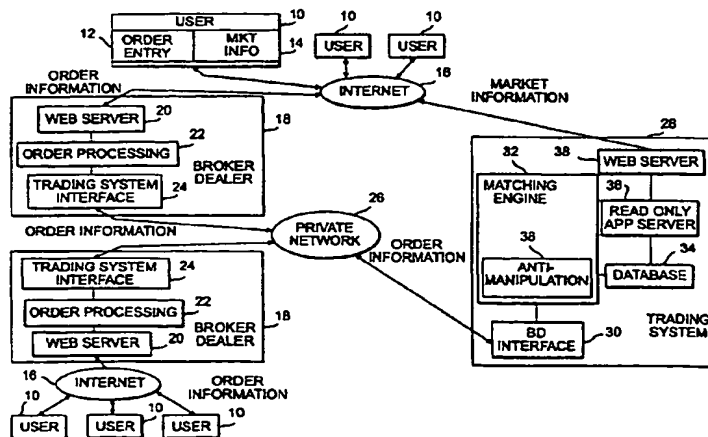 USER
10
12
ORDER ENTRY
MKT INFO
14
10
USER
10
USER
ORDER INFORMATION
INTERNET
16
MARKET INFORMATION
WEB SERVER
20
18
ORDER PROCESSING
22
BROKER DEALER
TRADING SYSTEM INTERFACE
24
28
38
WEB SERVER
32
MATCHING ENGINE
38
READ ONLY APP SERVER
34
DATABASE
38
ANTI-MANIPULATION
TRADING SYSTEM
BD INTERFACE
30
ORDER INFORMATION
PRIVATE NETWORK
26
ORDER INFORMATION
TRADING SYSTEM INTERFACE
24
ORDER PROCESSING
22
18
BROKER DEALER
WEB SERVER
20
16
INTERNET
ORDER INFORMATION
10
USER
10
USER
10
USER